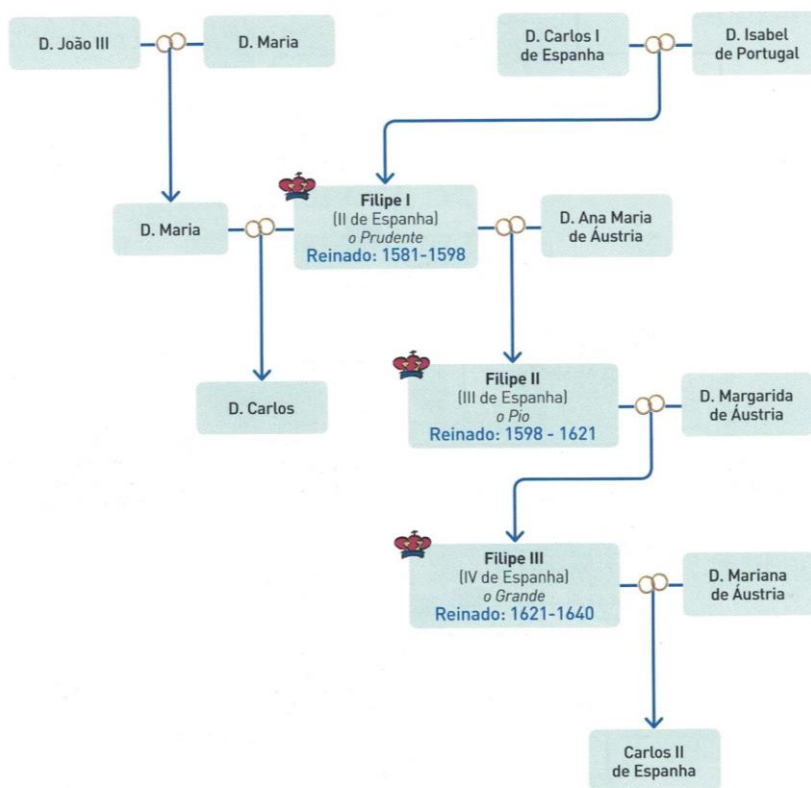 D. João III
D. Maria
D. Carlos I
de Espanha
D. Isabel
de Portugal
D. Maria
Filipe I
(II de Espanha)
o Prudente
Reinado: 1581-1598
D. Ana Maria
de Áustria
D. Carlos
Filipe II
(III de Espanha)
o Pio
Reinado: 1598 - 1621
D. Margarida
de Áustria
Filipe III
(IV de Espanha)
o Grande
Reinado: 1621-1640
D. Mariana
de Áustria
Carlos II
de Espanha